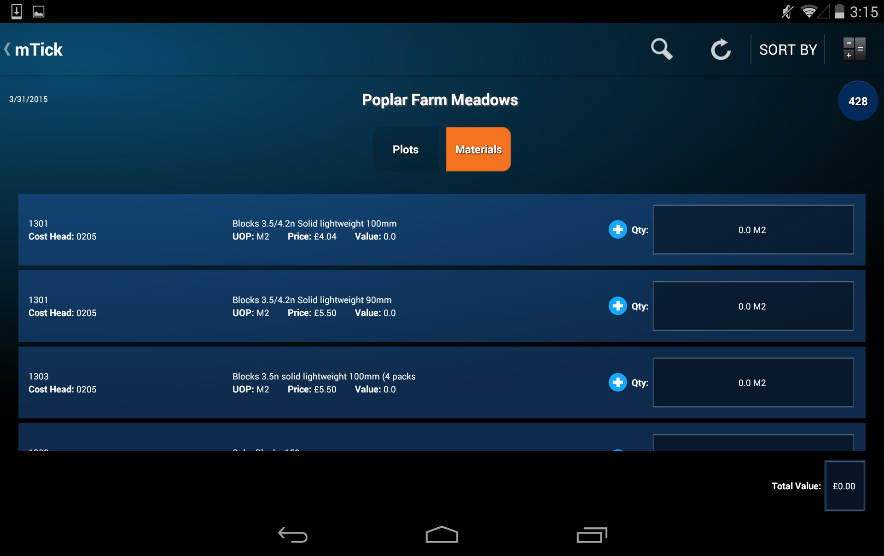 3:15
mTick
SORT BY
3/31/2015
Poplar Farm Meadows
428
Plots
Materials
1301
Blocks 3.5/4.2n Solid lightweight 100mm
Cost Head: 0205
UOP: M2 Price: £4.04 Value: 0.0
Qty: 0.0 M2
1301
Blocks 3.5/4.2n Solid lightweight 90mm
Cost Head: 0205
UOP: M2 Price: £5.50 Value: 0.0
Qty: 0.0 M2
1303
Blocks 3.5n solid lightweight 100mm (4 packs
Cost Head: 0205
UOP: M2 Price: £5.50 Value: 0.0
Qty: 0.0 M2
Total Value: £0.00